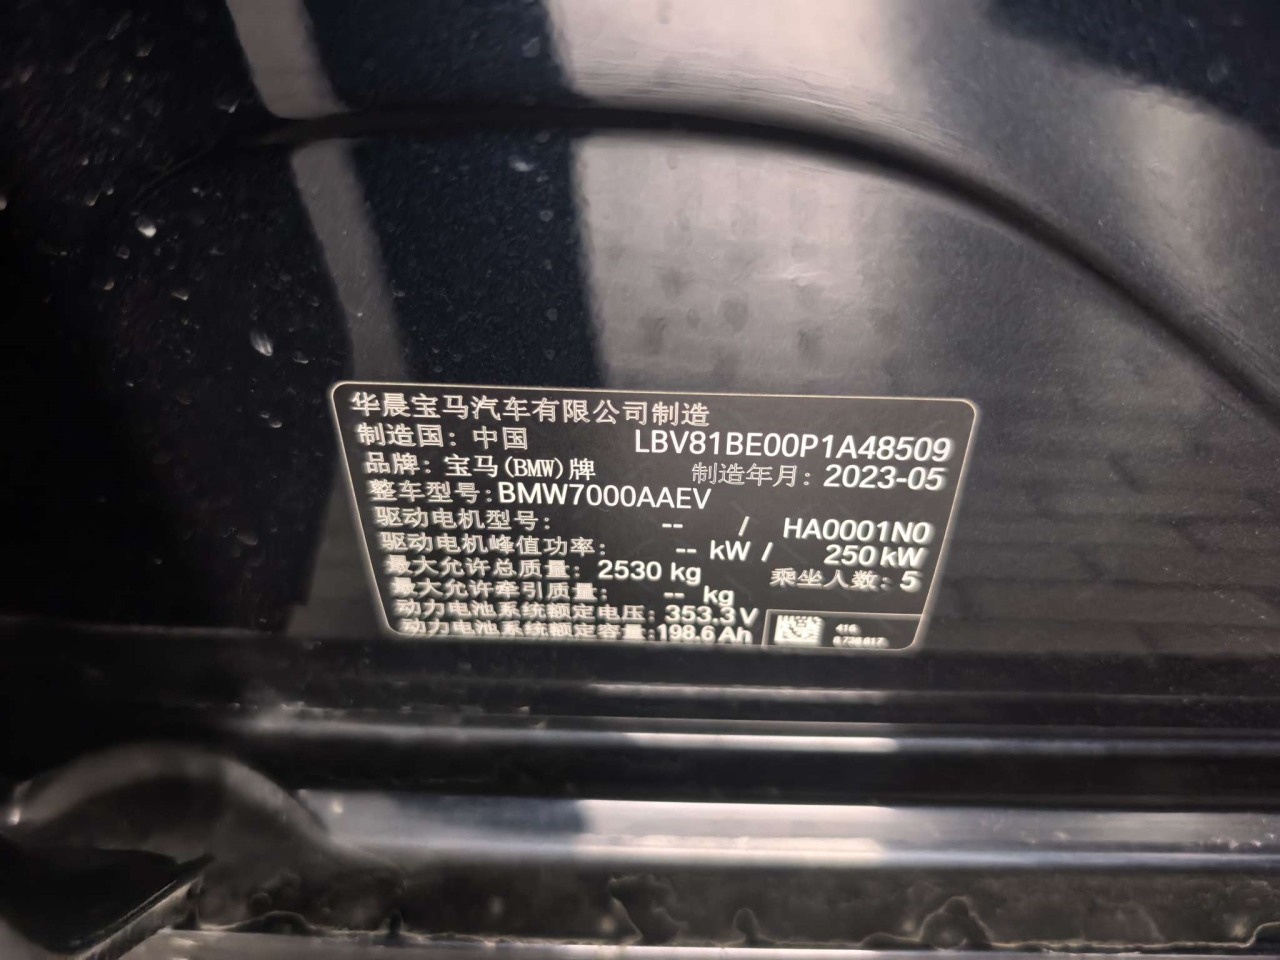 华晨宝马汽车有限公司制造
制造国：中国 LBV81BE00P1A48509
品牌：宝马(BMW)牌 制造年月：2023-05
整车型号：BMW7000AAEV
驱动电机型号： -- / HA0001N0
驱动电机峰值功率： -- kW / 250 kW
最大允许总质量：2530 kg 乘坐人数：5
最大允许牵引质量： -- kg
动力电池系统额定电压：353.3 V
动力电池系统额定容量：198.6 Ah
416